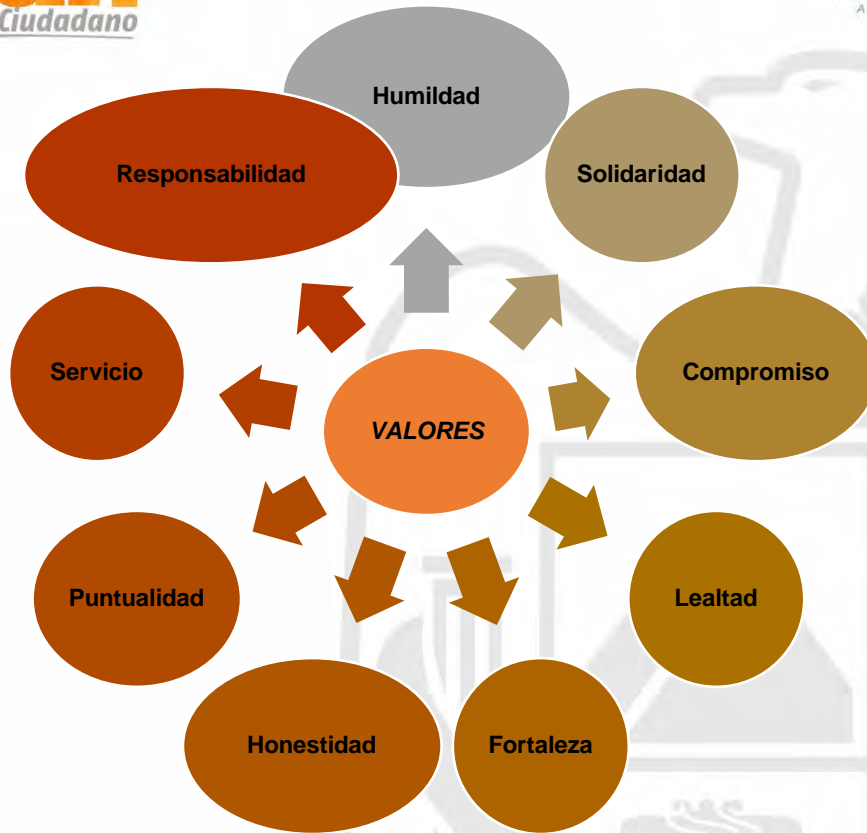 Ciudadano
A
Humildad
Responsabilidad
Solidaridad
Servicio
Compromiso
VALORES
Puntualidad
Lealtad
Honestidad
Fortaleza